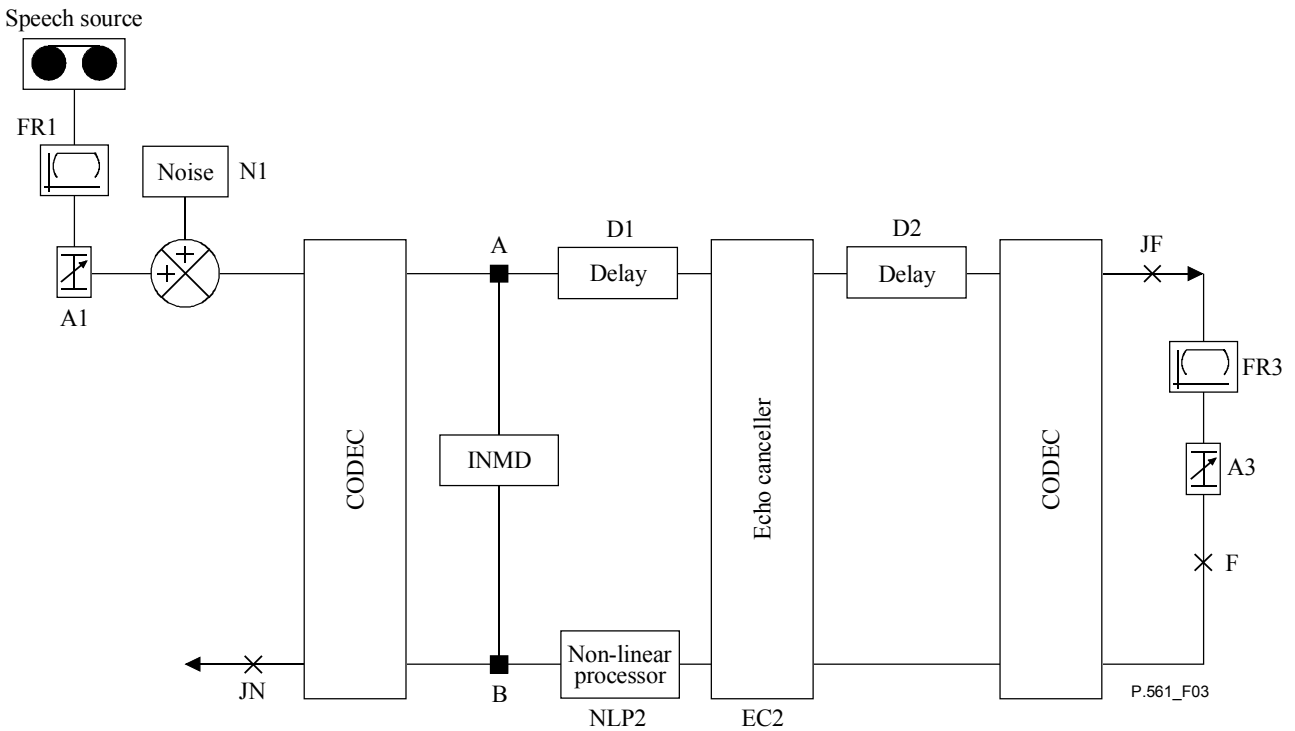 Speech source
FR1
Noise
N1
A1
CODEC
A
INMD
B
JN
D1
Delay
Non-linear
processor
NLP2
Echo canceller
EC2
D2
Delay
CODEC
JF
FR3
A3
F
P.561_F03